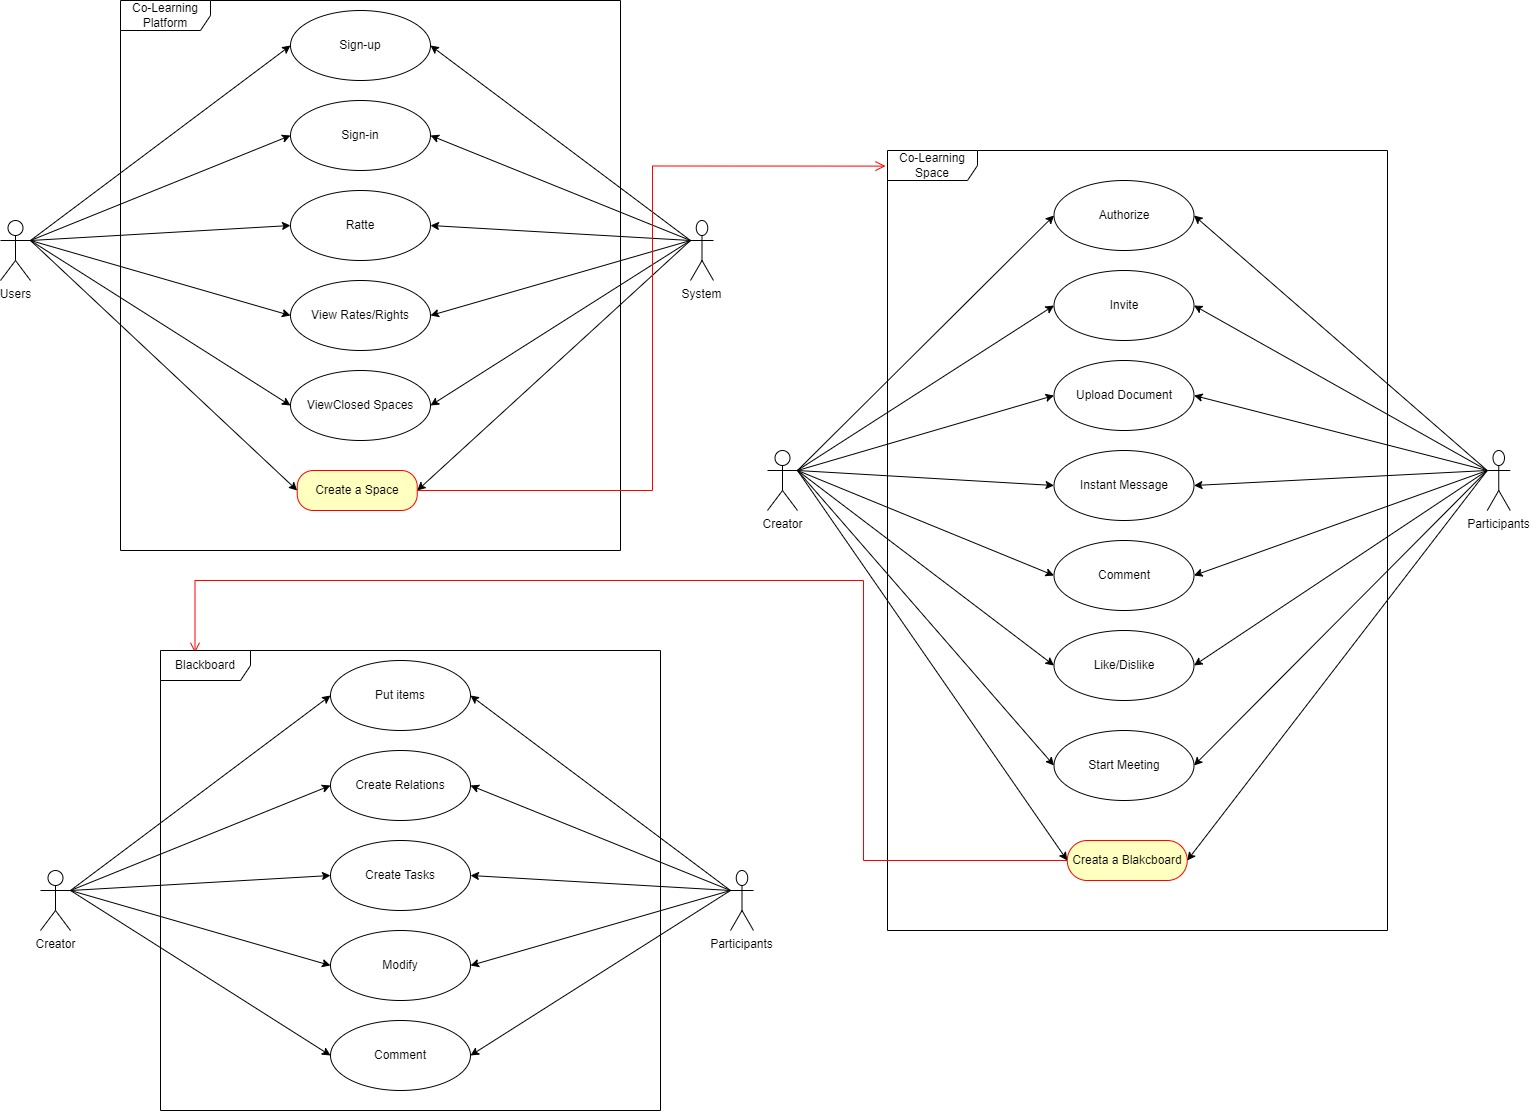 Co-Learning
Platform
Sign-up
Sign-in
Ratte
View Rates/Rights
ViewClosed Spaces
Create a Space
Users
System
Co-Learning
Space
Authorize
Invite
Upload Document
Instant Message
Comment
Like/Dislike
Start Meeting
Creata a Blakcboard
Creator
Participants
Blackboard
Put items
Create Relations
Create Tasks
Modify
Comment
Creator
Participants